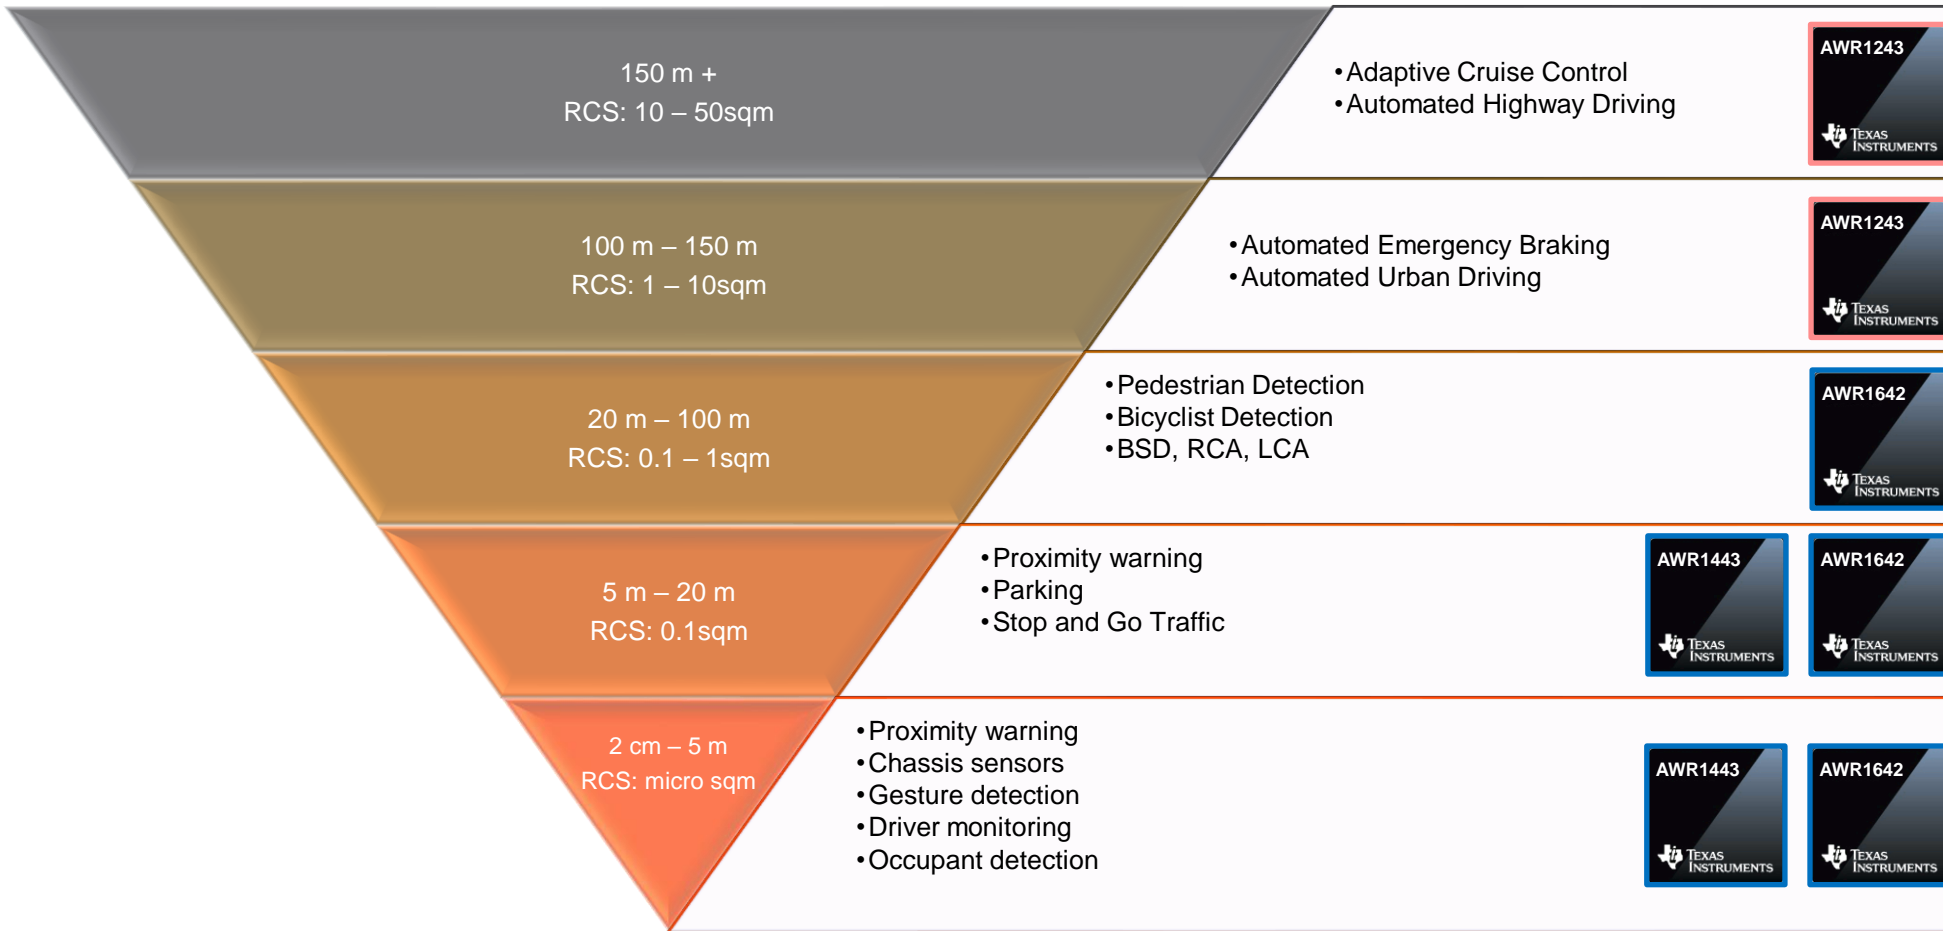 150 m +
RCS: 10 – 50sqm
•Adaptive Cruise Control
•Automated Highway Driving
AWR1243
TEXAS
INSTRUMENTS
100 m – 150 m
RCS: 1 – 10sqm
•Automated Emergency Braking
•Automated Urban Driving
AWR1243
TEXAS
INSTRUMENTS
20 m – 100 m
RCS: 0.1 – 1sqm
•Pedestrian Detection
•Bicyclist Detection
•BSD, RCA, LCA
AWR1642
TEXAS
INSTRUMENTS
5 m – 20 m
RCS: 0.1sqm
•Proximity warning
•Parking
•Stop and Go Traffic
AWR1443
TEXAS
INSTRUMENTS
AWR1642
TEXAS
INSTRUMENTS
2 cm – 5 m
RCS: micro sqm
•Proximity warning
•Chassis sensors
•Gesture detection
•Driver monitoring
•Occupant detection
AWR1443
TEXAS
INSTRUMENTS
AWR1642
TEXAS
INSTRUMENTS